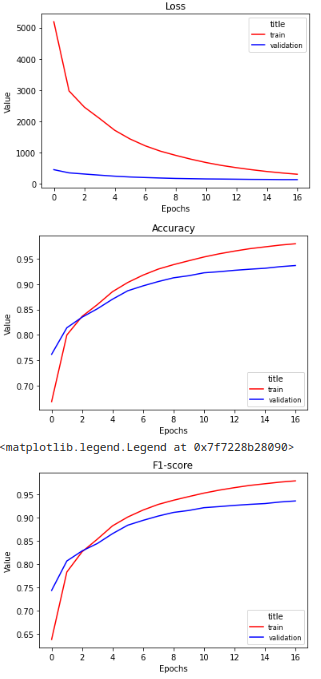 Loss
title
train
validation
5000
4000
3000
2000
1000
0
Value
0 2 4 6 8 10 12 14 16
Epochs
Accuracy
0.95
0.90
0.85
0.80
0.75
0.70
Value
title
train
validation
0 2 4 6 8 10 12 14 16
Epochs
<matplotlib.legend.Legend at 0x7f7228b28090>
F1-score
0.95
0.90
0.85
0.80
0.75
0.70
0.65
Value
title
train
validation
0 2 4 6 8 10 12 14 16
Epochs